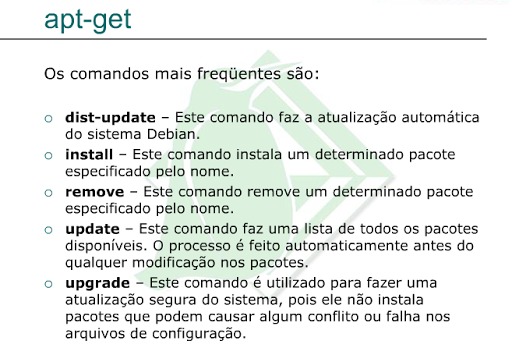 apt-get
Os comandos mais freqüentes são:
dist-update – Este comando faz a atualização automática
do sistema Debian.
install – Este comando instala um determinado pacote
especificado pelo nome.
remove – Este comando remove um determinado pacote
especificado pelo nome.
update – Este comando faz uma lista de todos os pacotes
disponíveis. O processo é feito automaticamente antes do
qualquer modificação nos pacotes.
upgrade – Este comando é utilizado para fazer uma
atualização segura do sistema, pois ele não instala
pacotes que podem causar algum conflito ou falha nos
arquivos de configuração.